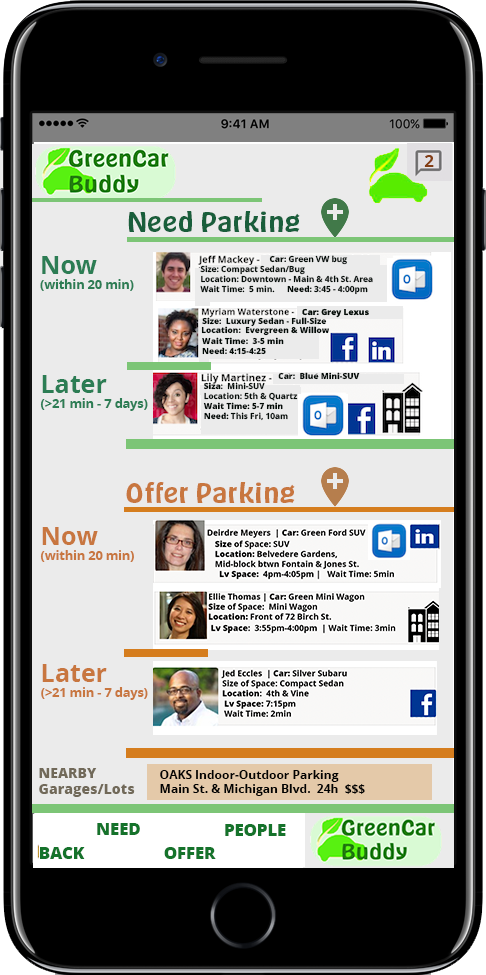 9:41 AM
100%
GreenCar
Buddy
2
Need Parking
Now
(within 20 min)
Jeff Mackey - Car: Green VW bug
Size: Compact Sedan/Bug
Location: Downtown - Main & 4th St. Area
Wait Time: 5 min. Need: 3:45 - 4:00pm
Myriam Waterstone - Car: Grey Lexus
Size: Luxury Sedan - Full-Size
Location: Evergreen & Willow
Wait Time: 3-5 min
Need: 4:15-4:25
Later
(>21 min - 7 days)
Lily Martinez - Car: Blue Mini-SUV
Size: Mini-SUV
Location: 5th & Quartz
Wait Time: 5-7 min
Need: This Fri, 10am
Offer Parking
Now
(within 20 min)
Deirdre Meyers | Car: Green Ford SUV
Size of Space: SUV
Location: Belvedere Gardens,
Mid-block btwn Fontain & Jones St.
Lv Space: 4pm-4:05pm | Wait Time: 5min
Ellie Thomas | Car: Green Mini Wagon
Size of Space: Mini Wagon
Location: Front of 72 Birch St.
Lv Space: 3:55pm-4:00pm | Wait Time: 3min
Later
(>21 min - 7 days)
Jed Eccles | Car: Silver Subaru
Size of Space: Compact Sedan
Location: 4th & Vine
Lv Space: 7:15pm
Wait Time: 2min
NEARBY
Garages/Lots
OAKS Indoor-Outdoor Parking
Main St. & Michigan Blvd. 24h $$$
NEED PEOPLE
BACK OFFER
GreenCar
Buddy